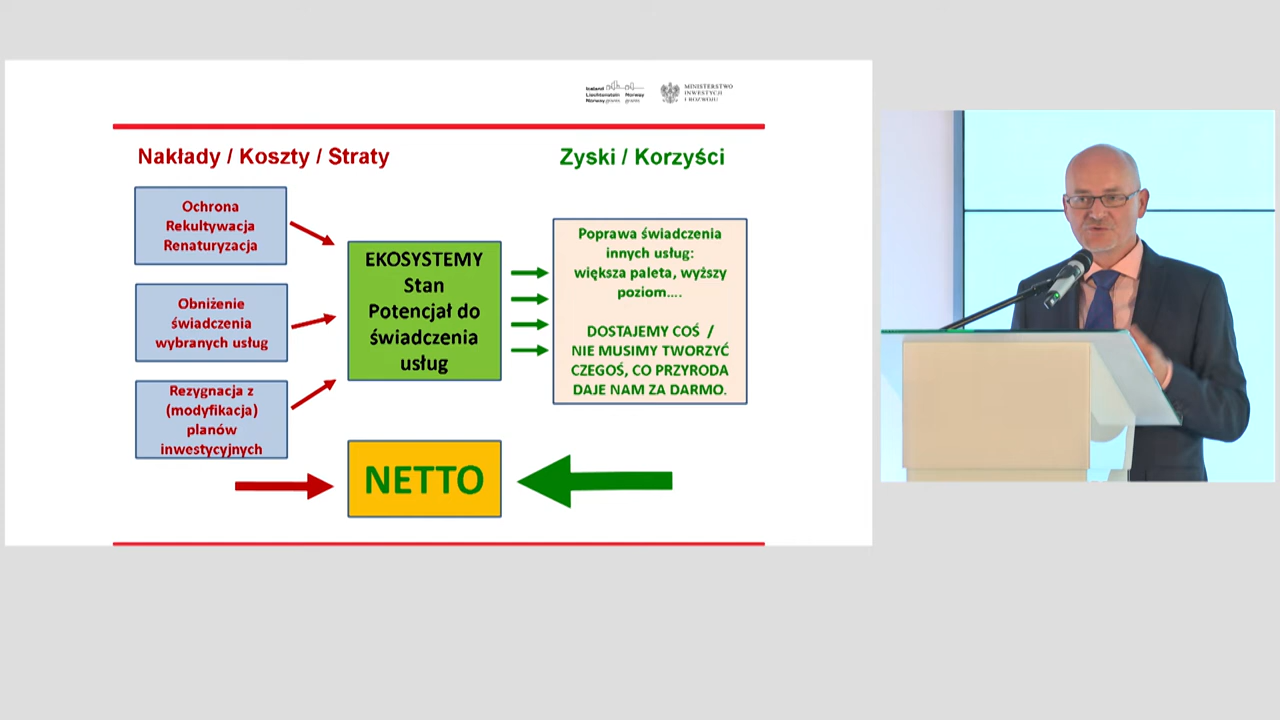 Iceland
Liechtenstein Norway
Norway grants grants
MINISTERSTWO
INWESTYCJI
I ROZWOJU
Nakłady / Koszty / Straty
Zyski / Korzyści
Ochrona
Rekultywacja
Renaturyzacja
Obniżenie
świadczenia
wybranych usług
Rezygnacja z
(modyfikacja)
planów
inwestycyjnych
EKOSYSTEMY
Stan
Potencjał do
świadczenia
usług
Poprawa świadczenia
innych usług:
większa paleta, wyższy
poziom....
DOSTAJEMY COŚ /
NIE MUSIMY TWORZYĆ
CZEGOŚ, CO PRZYRODA
DAJE NAM ZA DARMO.
NETTO